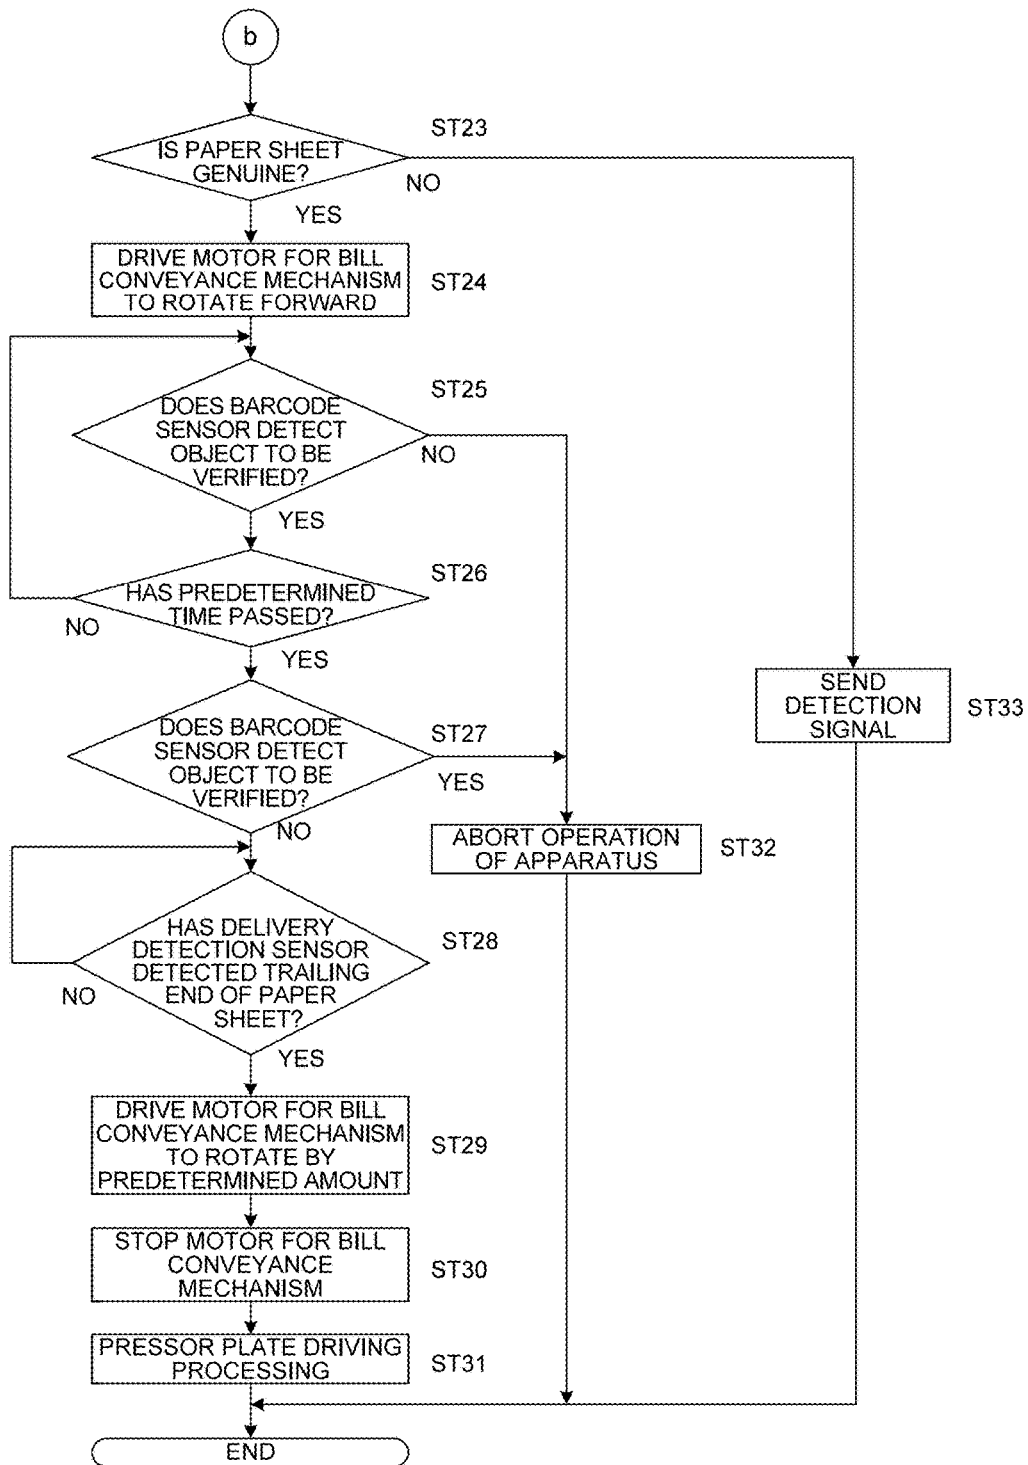 b
ST23
IS PAPER SHEET
GENUINE?
NO
YES
DRIVE MOTOR FOR BILL
CONVEYANCE MECHANISM
TO ROTATE FORWARD
ST24
ST25
DOES BARCODE
SENSOR DETECT
OBJECT TO BE
VERIFIED?
NO
YES
ST26
HAS PREDETERMINED
TIME PASSED?
NO
YES
SEND
DETECTION
SIGNAL
ST33
DOES BARCODE
SENSOR DETECT
OBJECT TO BE
VERIFIED?
ST27
YES
NO
ABORT OPERATION
OF APPARATUS
ST32
HAS DELIVERY
DETECTION SENSOR
DETECTED TRAILING
END OF PAPER
SHEET?
ST28
NO
YES
DRIVE MOTOR FOR BILL
CONVEYANCE MECHANISM
TO ROTATE BY
PREDETERMINED AMOUNT
ST29
STOP MOTOR FOR BILL
CONVEYANCE
MECHANISM
ST30
PRESSOR PLATE DRIVING
PROCESSING
ST31
END